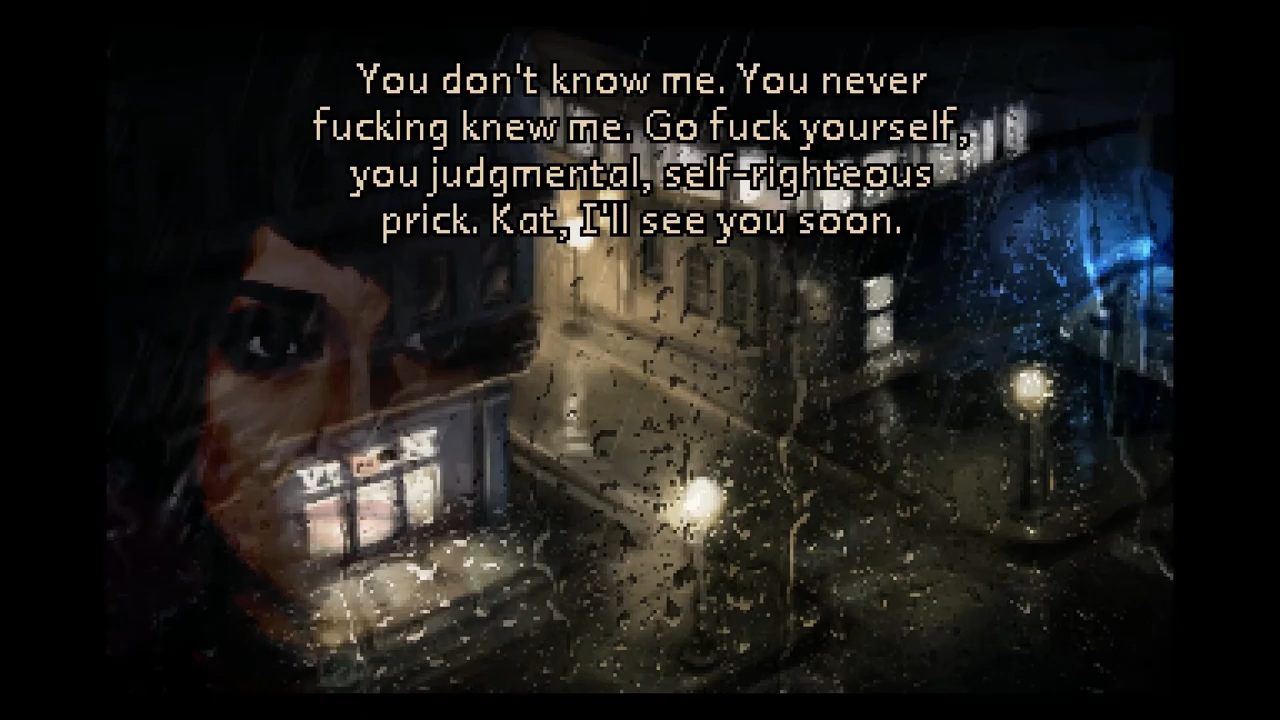 You don't know me. You never
fucking knew me. Go fuck yourself,
you judgmental, self-righteous
prick. Kat, I'll see you soon.